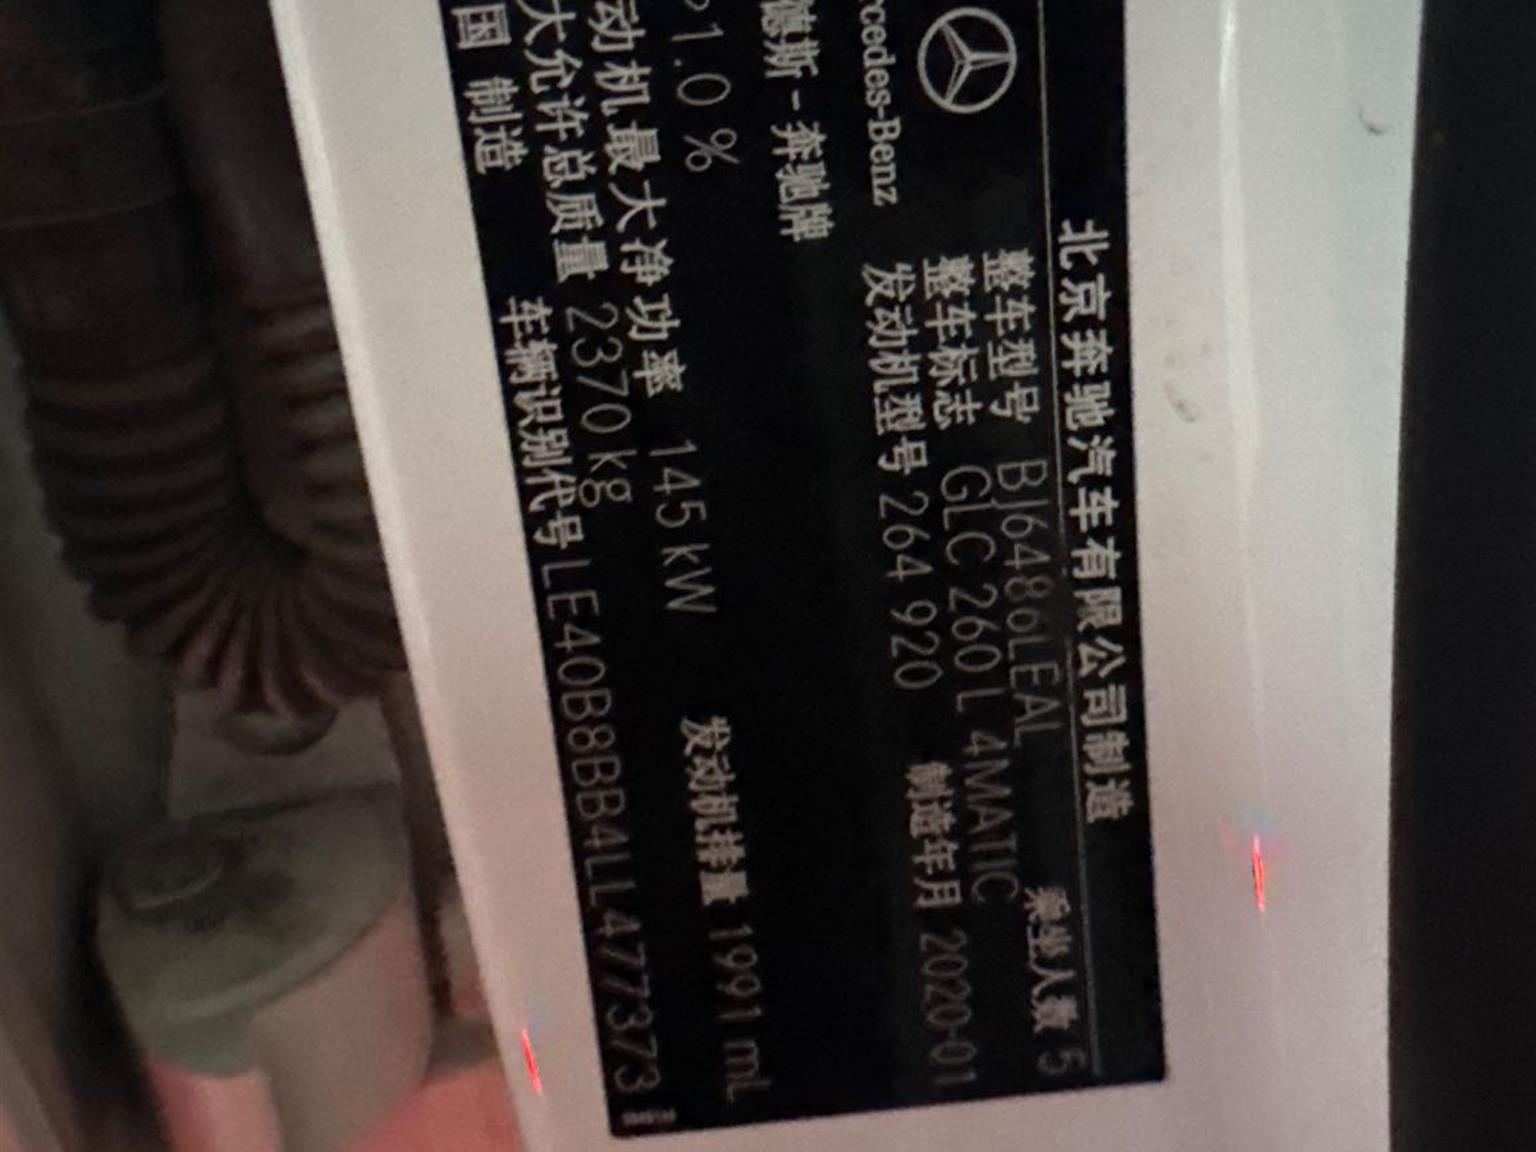 北京奔驰汽车有限公司制造
整车型号 BJ6486LEAL 乘坐人数 5
整车标志 GLC 260 L 4MATIC
发动机型号 264 920 制造年月 2020-01
Mercedes-Benz
德斯-奔驰牌
P1.0 %
动机最大净功率 145 kW 发动机排量 1991 mL
大允许总质量 2370 kg
国 制造 车辆识别代号 LE40B8BB4LL477373